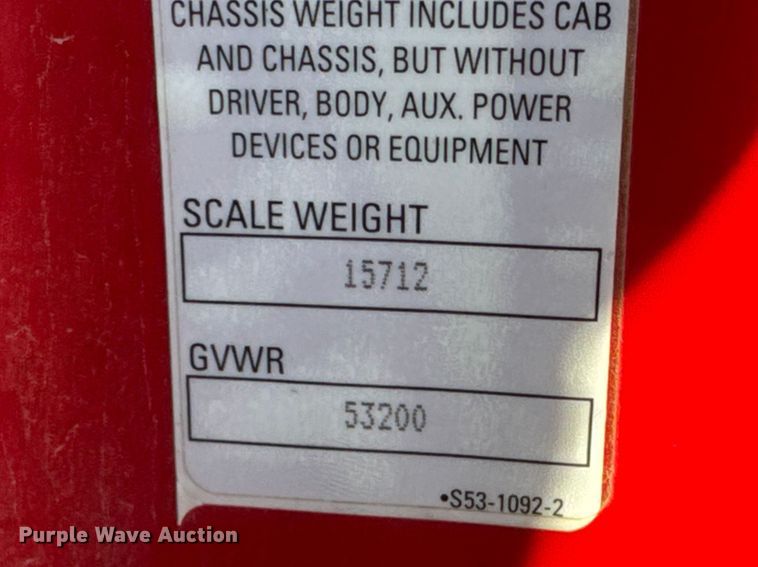 CHASSIS WEIGHT INCLUDES CAB
AND CHASSIS, BUT WITHOUT
DRIVER, BODY, AUX. POWER
DEVICES OR EQUIPMENT
SCALE WEIGHT
15712
GVWR
53200
•S53-1092-2
Purple Wave Auction